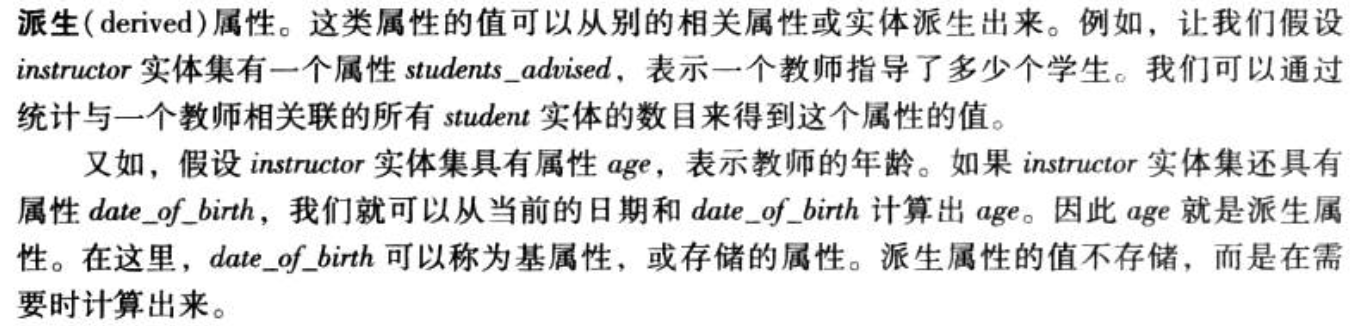 派生(derived)属性。这类属性的值可以从别的相关属性或实体派生出来。例如，让我们假设
instructor 实体集有一个属性 students_advised，表示一个教师指导了多少个学生。我们可以通过
统计与一个教师相关联的所有 student 实体的数目来得到这个属性的值。
又如，假设 instructor 实体集具有属性 age，表示教师的年龄。如果 instructor 实体集还具有
属性 date_of_birth，我们就可以从当前的日期和 date_of_birth 计算出 age。因此 age 就是派生属
性。在这里，date_of_birth 可以称为基属性，或存储的属性。派生属性的值不存储，而是在需
要时计算出来。